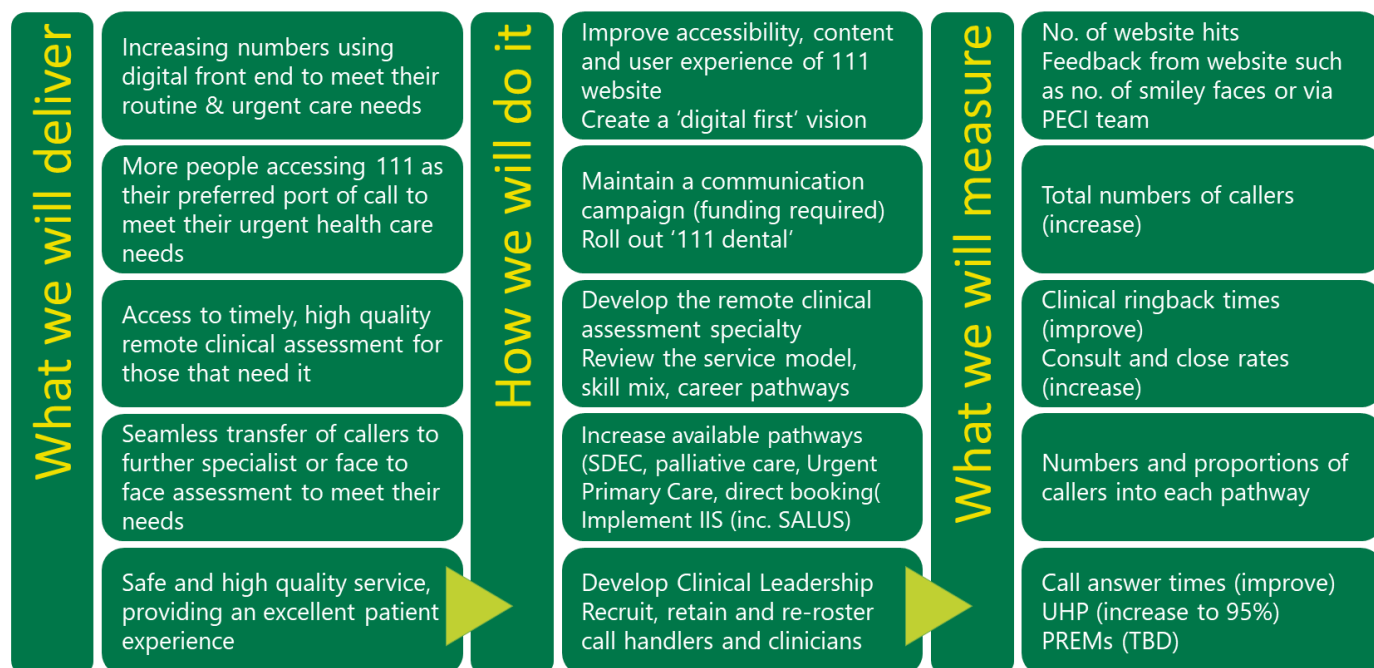 What we will deliver
Increasing numbers using
digital front end to meet their
routine & urgent care needs
More people accessing 111 as
their preferred port of call to
meet their urgent health care
needs
Access to timely, high quality
remote clinical assessment for
those that need it
Seamless transfer of callers to
further specialist or face to
face assessment to meet their
needs
Safe and high quality service,
providing an excellent patient
experience
How we will do it
Improve accessibility, content
and user experience of 111
website
Create a ‘digital first’ vision
Maintain a communication
campaign (funding required)
Roll out ‘111 dental‘
Develop the remote clinical
assessment specialty
Review the service model,
skill mix, career pathways
Increase available pathways
(SDEC, palliative care, Urgent
Primary Care, direct booking(
Implement IIS (inc. SALUS)
Develop Clinical Leadership
Recruit, retain and re-roster
call handlers and clinicians
What we will measure
No. of website hits
Feedback from website such
as no. of smiley faces or via
PECI team
Total numbers of callers
(increase)
Clinical ringback times
(improve)
Consult and close rates
(increase)
Numbers and proportions of
callers into each pathway
Call answer times (improve)
UHP (increase to 95%)
PREMs (TBD)